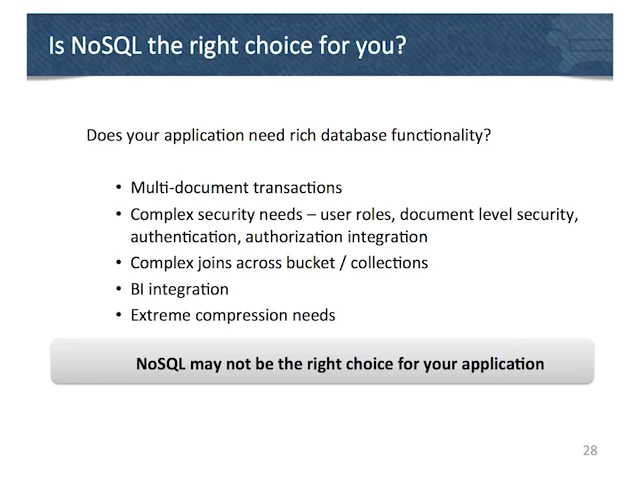 Is NoSQL the right choice for you?
Does your application need rich database functionality?
• Multi-document transactions
• Complex security needs – user roles, document level security,
authentication, authorization integration
• Complex joins across bucket / collections
• BI integration
• Extreme compression needs
NoSQL may not be the right choice for your application
28